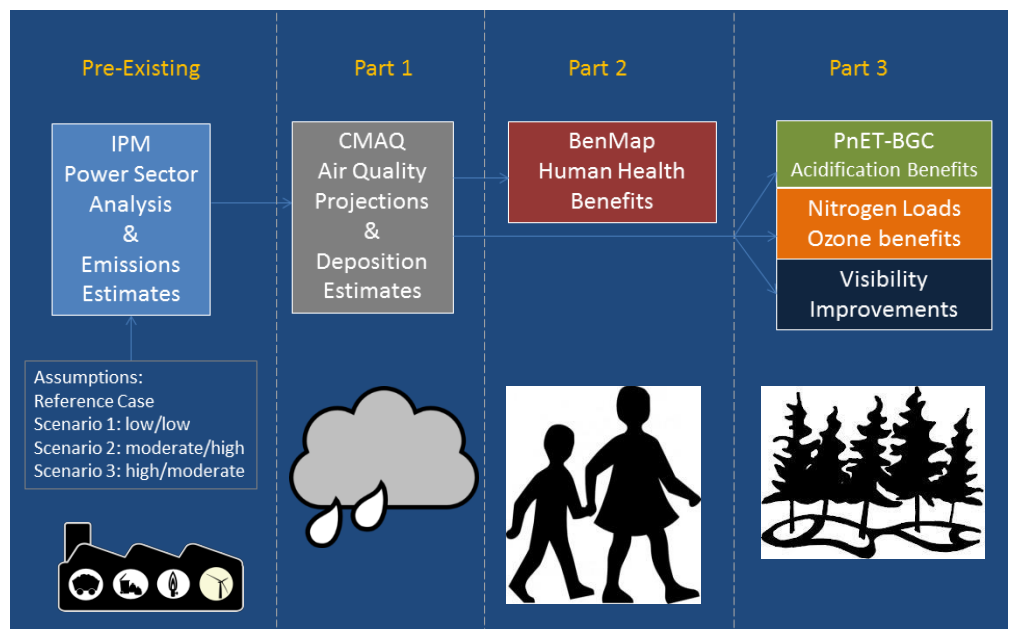 Pre-Existing
Part 1
Part 2
Part 3
IPM
Power Sector
Analysis
&
Emissions
Estimates
CMAQ
Air Quality
Projections
&
Deposition
Estimates
BenMap
Human Health
Benefits
PnET-BGC
Acidification Benefits
Nitrogen Loads
Ozone benefits
Visibility
Improvements
Assumptions:
Reference Case
Scenario 1: low/low
Scenario 2: moderate/high
Scenario 3: high/moderate